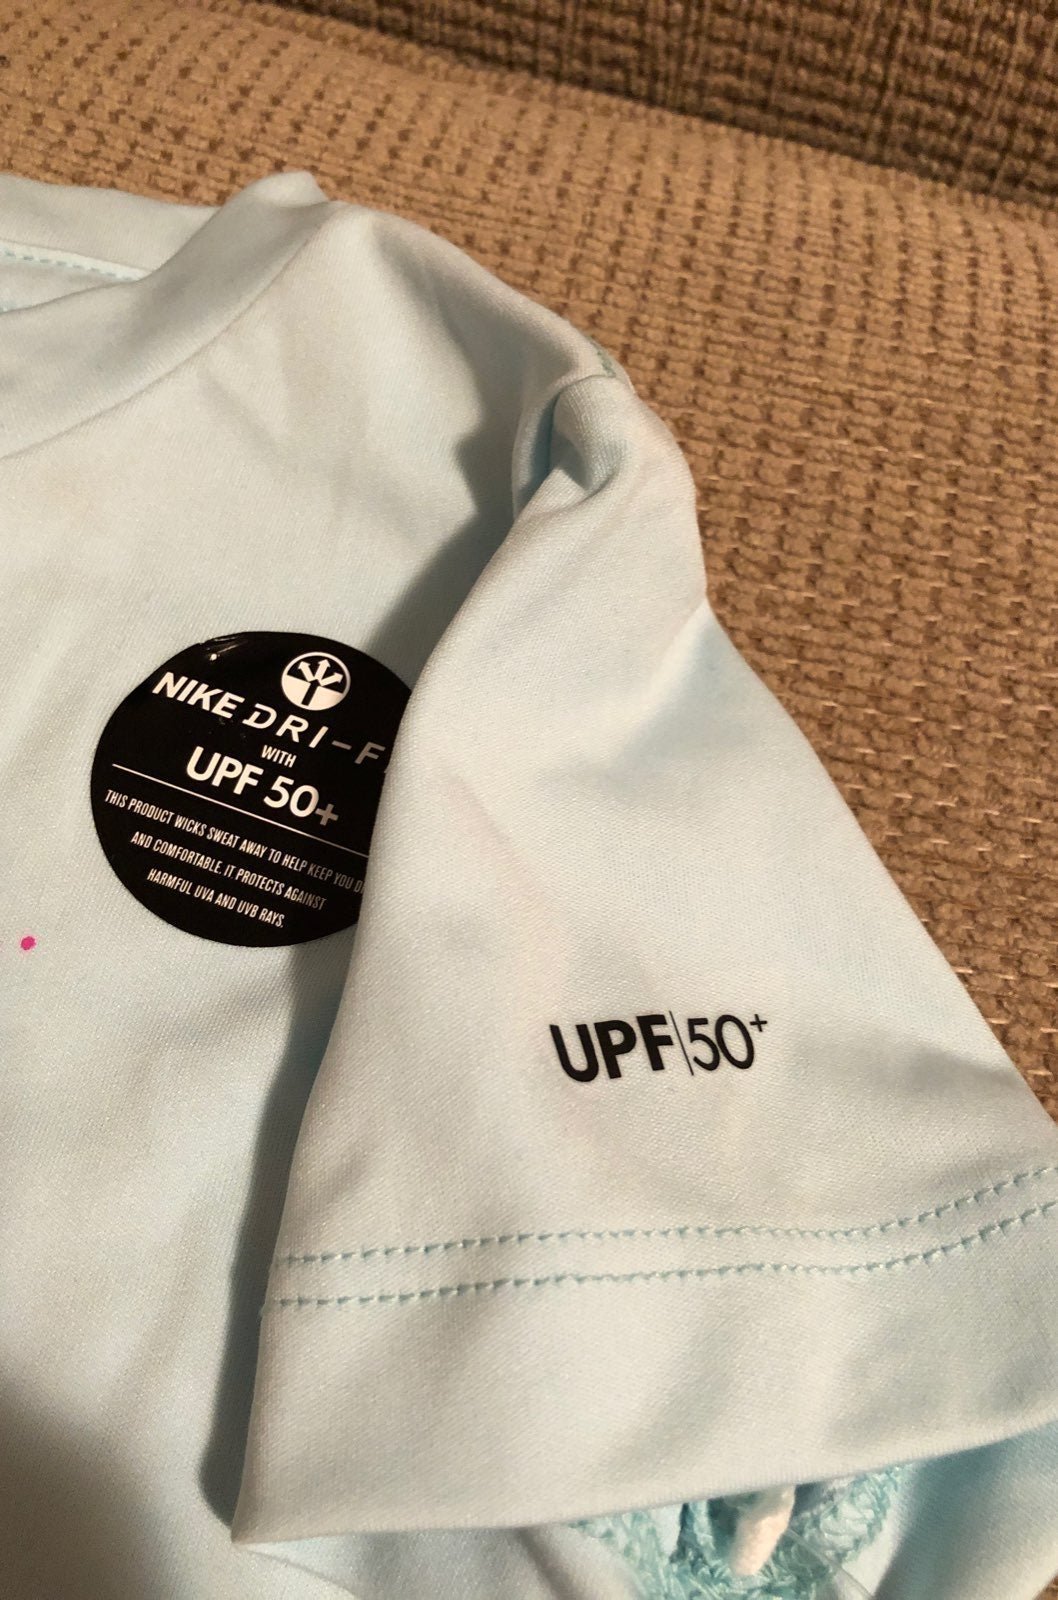 NIKE DRI-F
WITH
UPF 50+
THIS PRODUCT WICKS SWEAT AWAY TO HELP KEEP YOU D
AND COMFORTABLE. IT PROTECTS AGAINST
HARMFUL UVA AND UVB RAYS.
UPF|50+